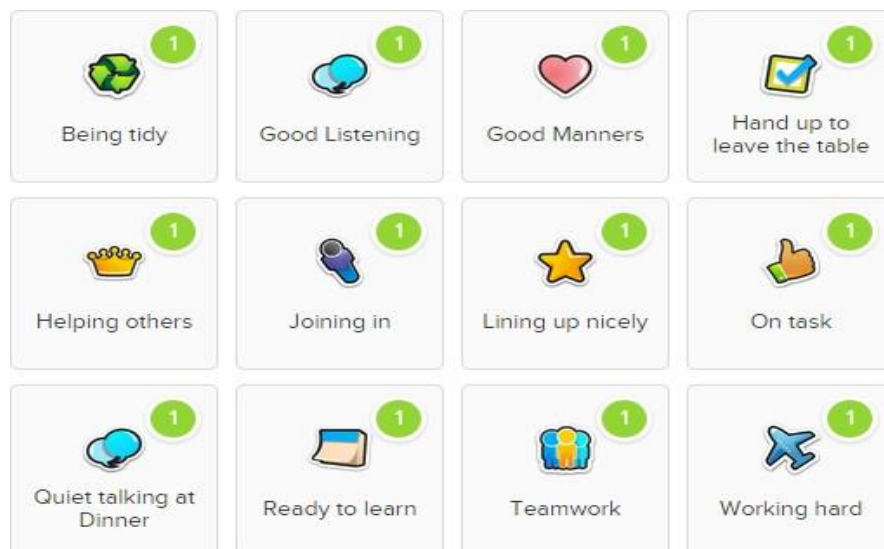 1 1 1 1
Being tidy Good Listening Good Manners Hand up to
leave the table
1 1 1 1
Helping others Joining in Lining up nicely On task
1 1 1 1
Quiet talking at
Dinner Ready to learn Teamwork Working hard